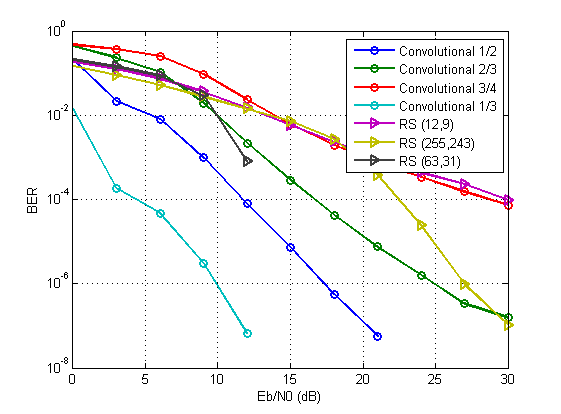 10^0
10^-2
10^-4
10^-6
10^-8
BER
0 5 10 15 20 25 30
Eb/N0 (dB)
Convolutional 1/2
Convolutional 2/3
Convolutional 3/4
Convolutional 1/3
RS (12,9)
RS (255,243)
RS (63,31)